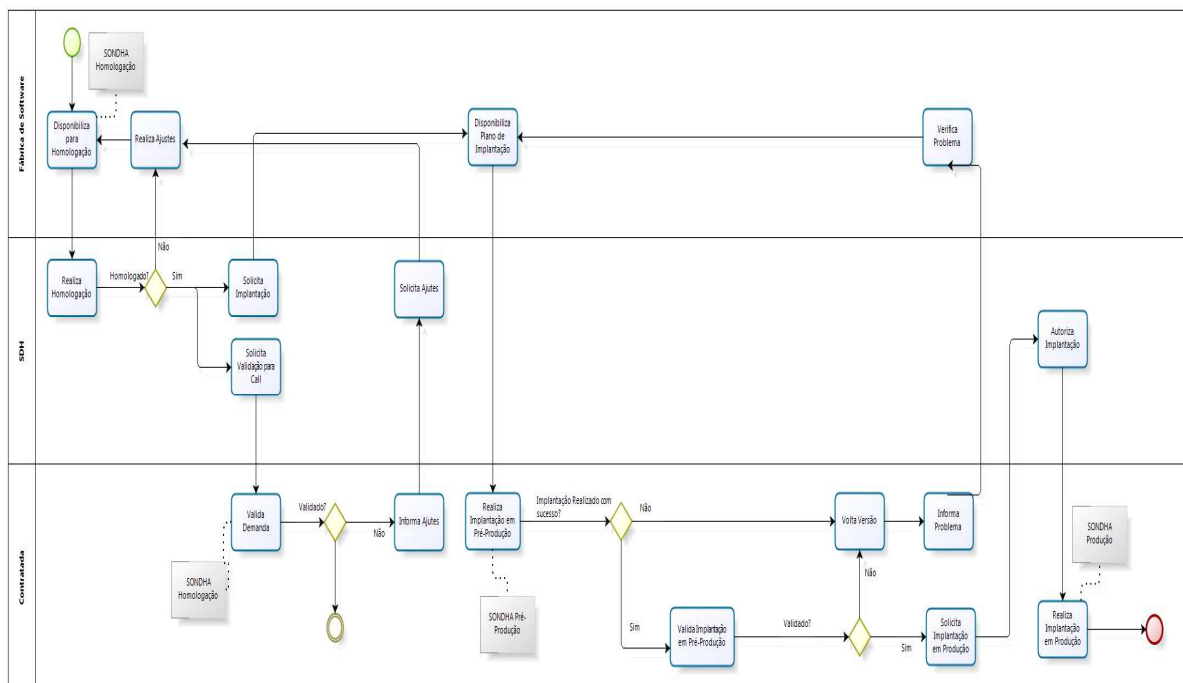 Fábrica de Software
SONDHA
Homologação
Disponibiliza
para
Homologação
Realiza Ajustes
Disponibiliza
Plano de
Implantação
Verifica
Problema
SDH
Não
Realiza
Homologação
Homologado?
Sim
Solicita
Implantação
Solicita Ajutes
Solicita
Validação para
Call
Autoriza
Implantação
Contratada
Valida
Demanda
Validado?
Não
Informa Ajutes
SONDHA
Homologação
Realiza
Implantação em
Pré-Produção
Implantação Realizado com
sucesso?
Não
Volta Versão
Informa
Problema
SONDHA
Produção
SONDHA Pré-
Produção
Sim
Valida Implantação
em Pré-Produção
Validado?
Não
Sim
Solicita
Implantação
em Produção
Realiza
Implantação
em Produção